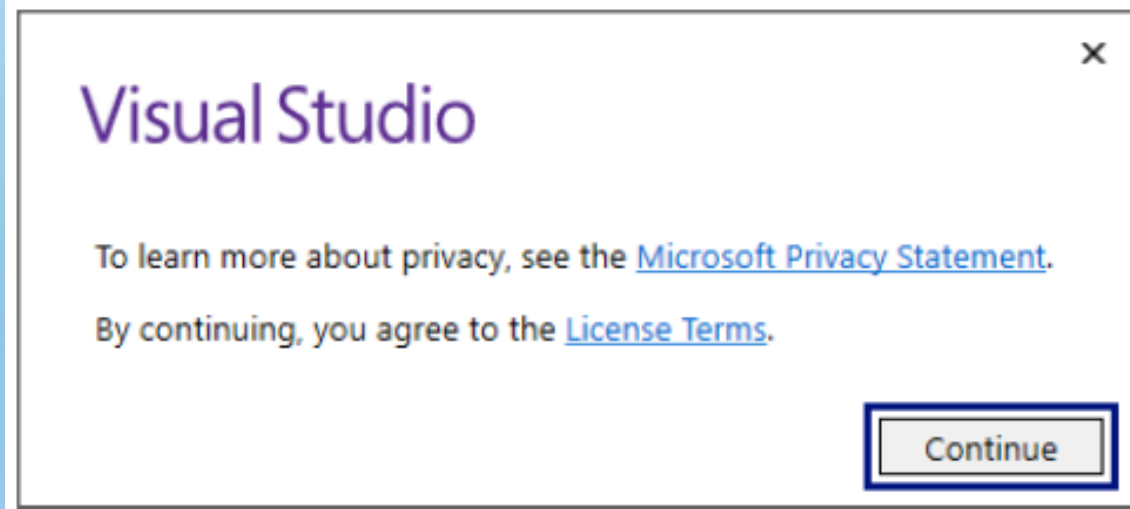 Visual Studio
To learn more about privacy, see the Microsoft Privacy Statement.
By continuing, you agree to the License Terms.
Continue